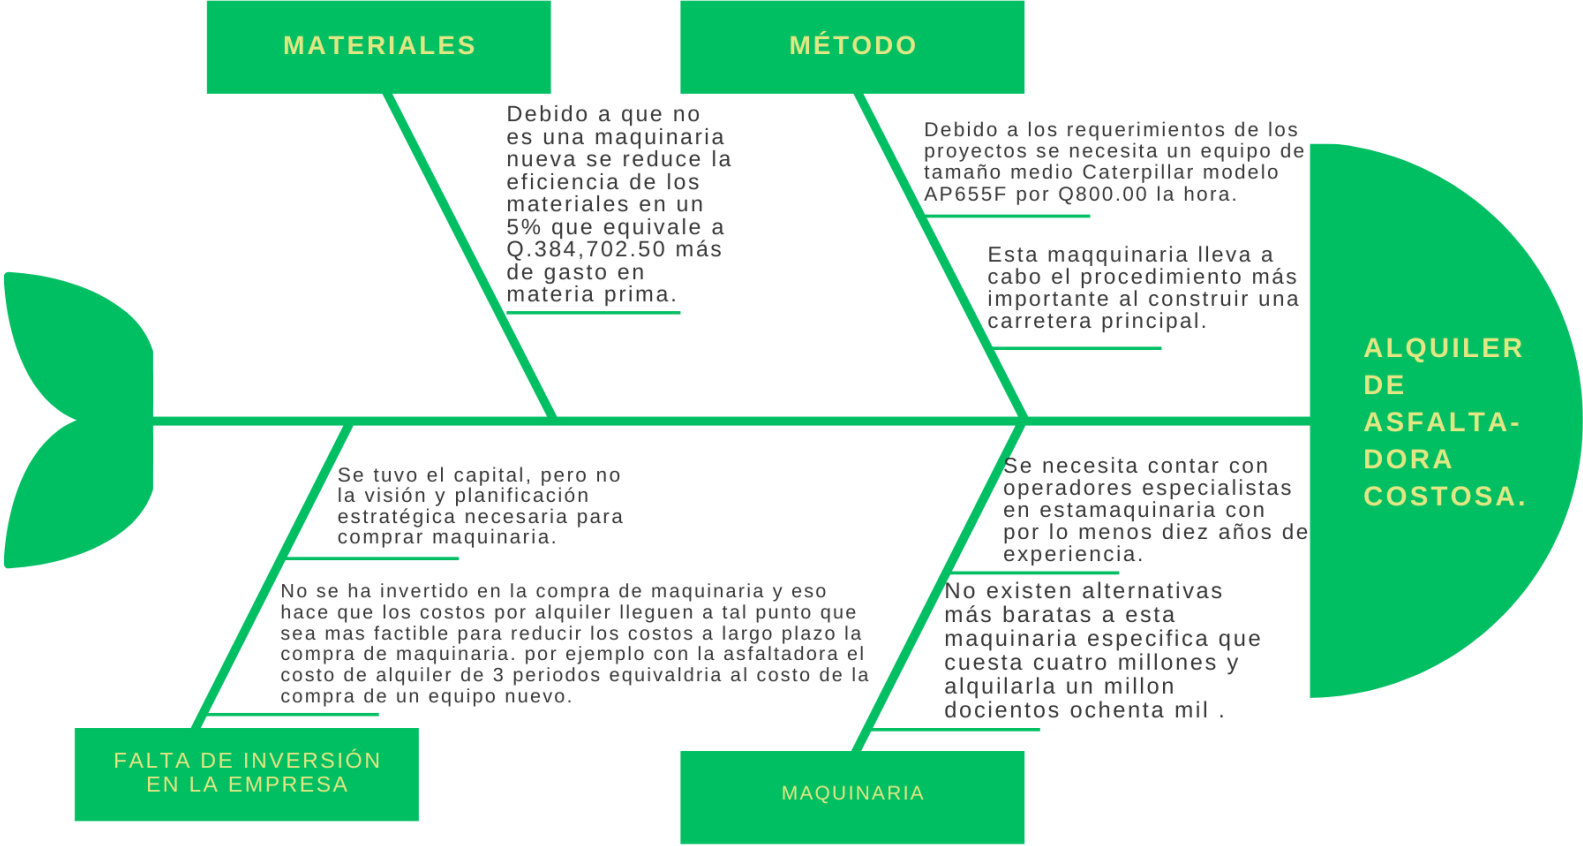 MATERIALES
MÉTODO
Debido a que no
es una maquinaria
nueva se reduce la
eficiencia de los
materiales en un
5% que equivale a
Q.384,702.50 más
de gasto en
materia prima.
Debido a los requerimientos de los
proyectos se necesita un equipo de
tamaño medio Caterpillar modelo
AP655F por Q800.00 la hora.
Esta maqquinaria lleva a
cabo el procedimiento más
importante al construir una
carretera principal.
ALQUILER
DE
ASFALTA-
DORA
COSTOSA.
Se tuvo el capital, pero no
la visión y planificación
estratégica necesaria para
comprar maquinaria.
No se ha invertido en la compra de maquinaria y eso
hace que los costos por alquiler lleguen a tal punto que
sea mas factible para reducir los costos a largo plazo la
compra de maquinaria. por ejemplo con la asfaltadora el
costo de alquiler de 3 periodos equivaldria al costo de la
compra de un equipo nuevo.
Se necesita contar con
operadores especialistas
en estamaquinaria con
por lo menos diez años de
experiencia.
No existen alternativas
más baratas a esta
maquinaria especifica que
cuesta cuatro millones y
alquilarla un millon
docientos ochenta mil .
FALTA DE INVERSIÓN
EN LA EMPRESA
MAQUINARIA